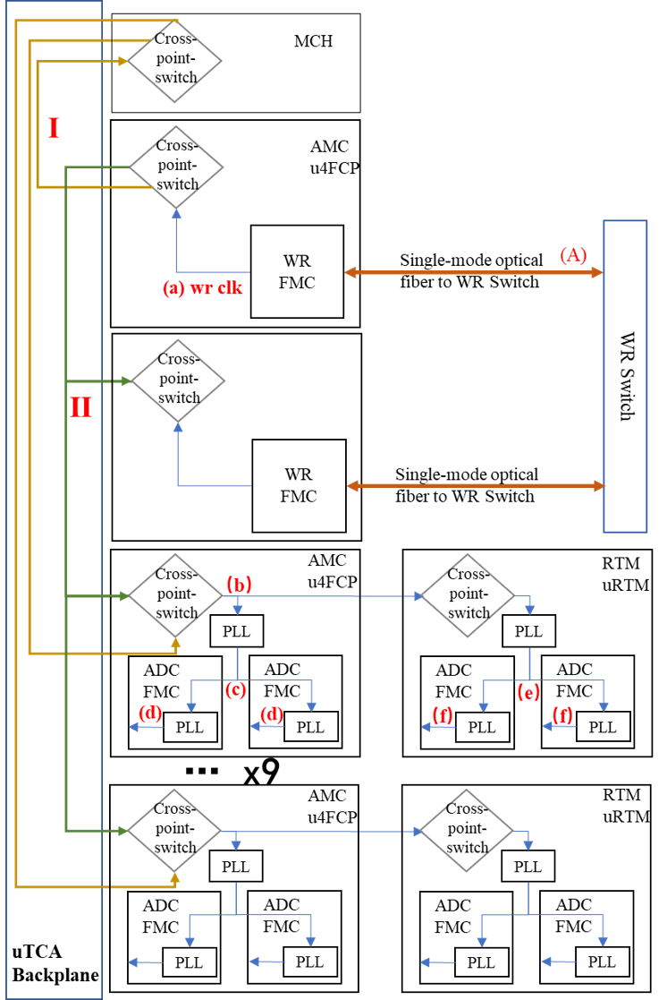 Cross-
point-
switch
MCH
I
Cross-
point-
switch
AMC
u4FCP
WR
FMC
(a) wr clk
Single-mode optical
fiber to WR Switch
(A)
WR Switch
II
Cross-
point-
switch
WR
FMC
Single-mode optical
fiber to WR Switch
Cross-
point-
switch
AMC
u4FCP
(b)
PLL
ADC
FMC
(c)
ADC
FMC
(d)
PLL
(d)
PLL
Cross-
point-
switch
RTM
uRTM
PLL
ADC
FMC
(e)
ADC
FMC
(f)
PLL
(f)
PLL
... x9
Cross-
point-
switch
AMC
u4FCP
PLL
ADC
FMC
ADC
FMC
PLL
PLL
Cross-
point-
switch
RTM
uRTM
PLL
ADC
FMC
ADC
FMC
PLL
PLL
uTCA
Backplane